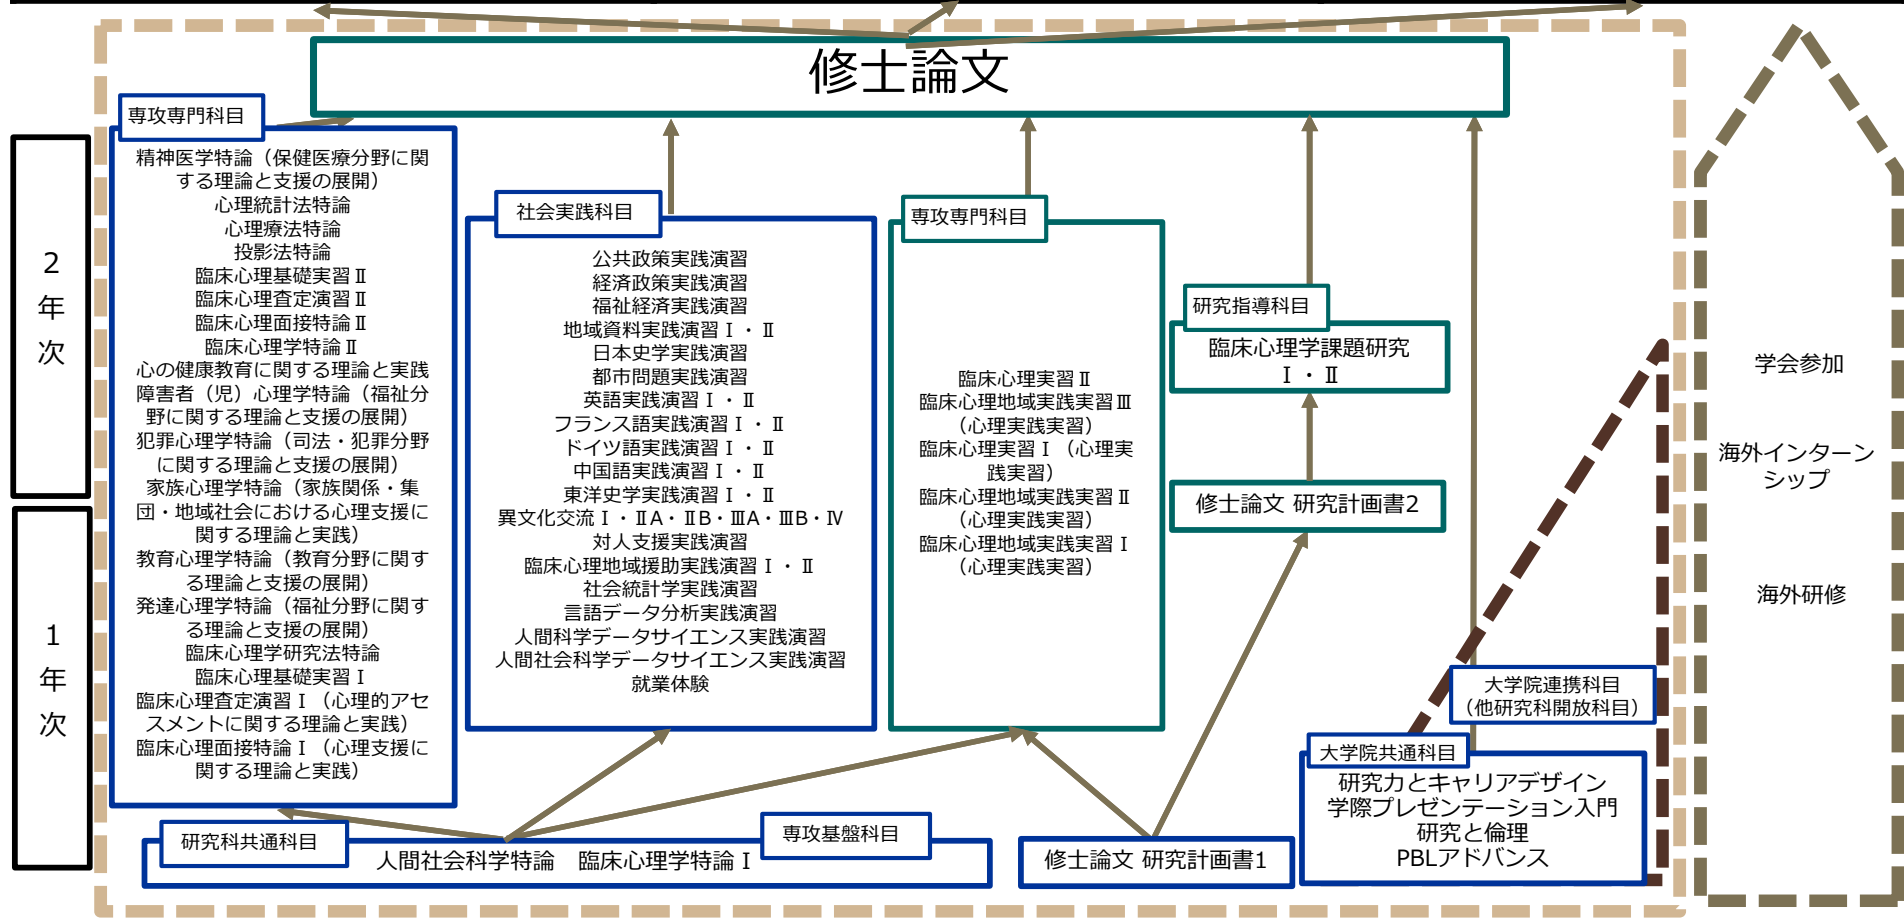 修士論文
2
年
次
1
年
次
専攻専門科目
精神医学特論（保健医療分野に関
する理論と支援の展開）
心理統計法特論
心理療法特論
投影法特論
臨床心理基礎実習Ⅱ
臨床心理査定演習Ⅱ
臨床心理面接特論Ⅱ
臨床心理学特論Ⅱ
心の健康教育に関する理論と実践
障害者（児）心理学特論（福祉分
野に関する理論と支援の展開）
犯罪心理学特論（司法・犯罪分野
に関する理論と支援の展開）
家族心理学特論（家族関係・集
団・地域社会における心理支援に
関する理論と実践）
教育心理学特論（教育分野に関す
る理論と支援の展開）
発達心理学特論（福祉分野に関す
る理論と支援の展開）
臨床心理学研究法特論
臨床心理基礎実習Ⅰ
臨床心理査定演習Ⅰ（心理的アセ
スメントに関する理論と実践）
臨床心理面接特論Ⅰ（心理支援に
関する理論と実践）
社会実践科目
公共政策実践演習
経済政策実践演習
福祉経済実践演習
地域資料実践演習Ⅰ・Ⅱ
日本史学実践演習
都市問題実践演習
英語実践演習Ⅰ・Ⅱ
フランス語実践演習Ⅰ・Ⅱ
ドイツ語実践演習Ⅰ・Ⅱ
中国語実践演習Ⅰ・Ⅱ
東洋史学実践演習Ⅰ・Ⅱ
異文化交流Ⅰ・ⅡA・ⅡB・ⅢA・ⅢB・Ⅳ
対人支援実践演習
臨床心理地域援助実践演習Ⅰ・Ⅱ
社会統計学実践演習
言語データ分析実践演習
人間科学データサイエンス実践演習
人間社会科学データサイエンス実践演習
就業体験
専攻専門科目
臨床心理実習Ⅱ
臨床心理地域実践実習Ⅲ
（心理実践実習）
臨床心理実習Ⅰ（心理実
践実習）
臨床心理地域実践実習Ⅱ
（心理実践実習）
臨床心理地域実践実習Ⅰ
（心理実践実習）
研究指導科目
臨床心理学課題研究
Ⅰ・Ⅱ
修士論文 研究計画書2
大学院連携科目
（他研究科開放科目）
大学院共通科目
研究力とキャリアデザイン
学際プレゼンテーション入門
研究と倫理
PBLアドバンス
研究科共通科目
専攻基盤科目
人間社会科学特論　臨床心理学特論Ⅰ
修士論文 研究計画書1
学会参加
海外インターン
シップ
海外研修